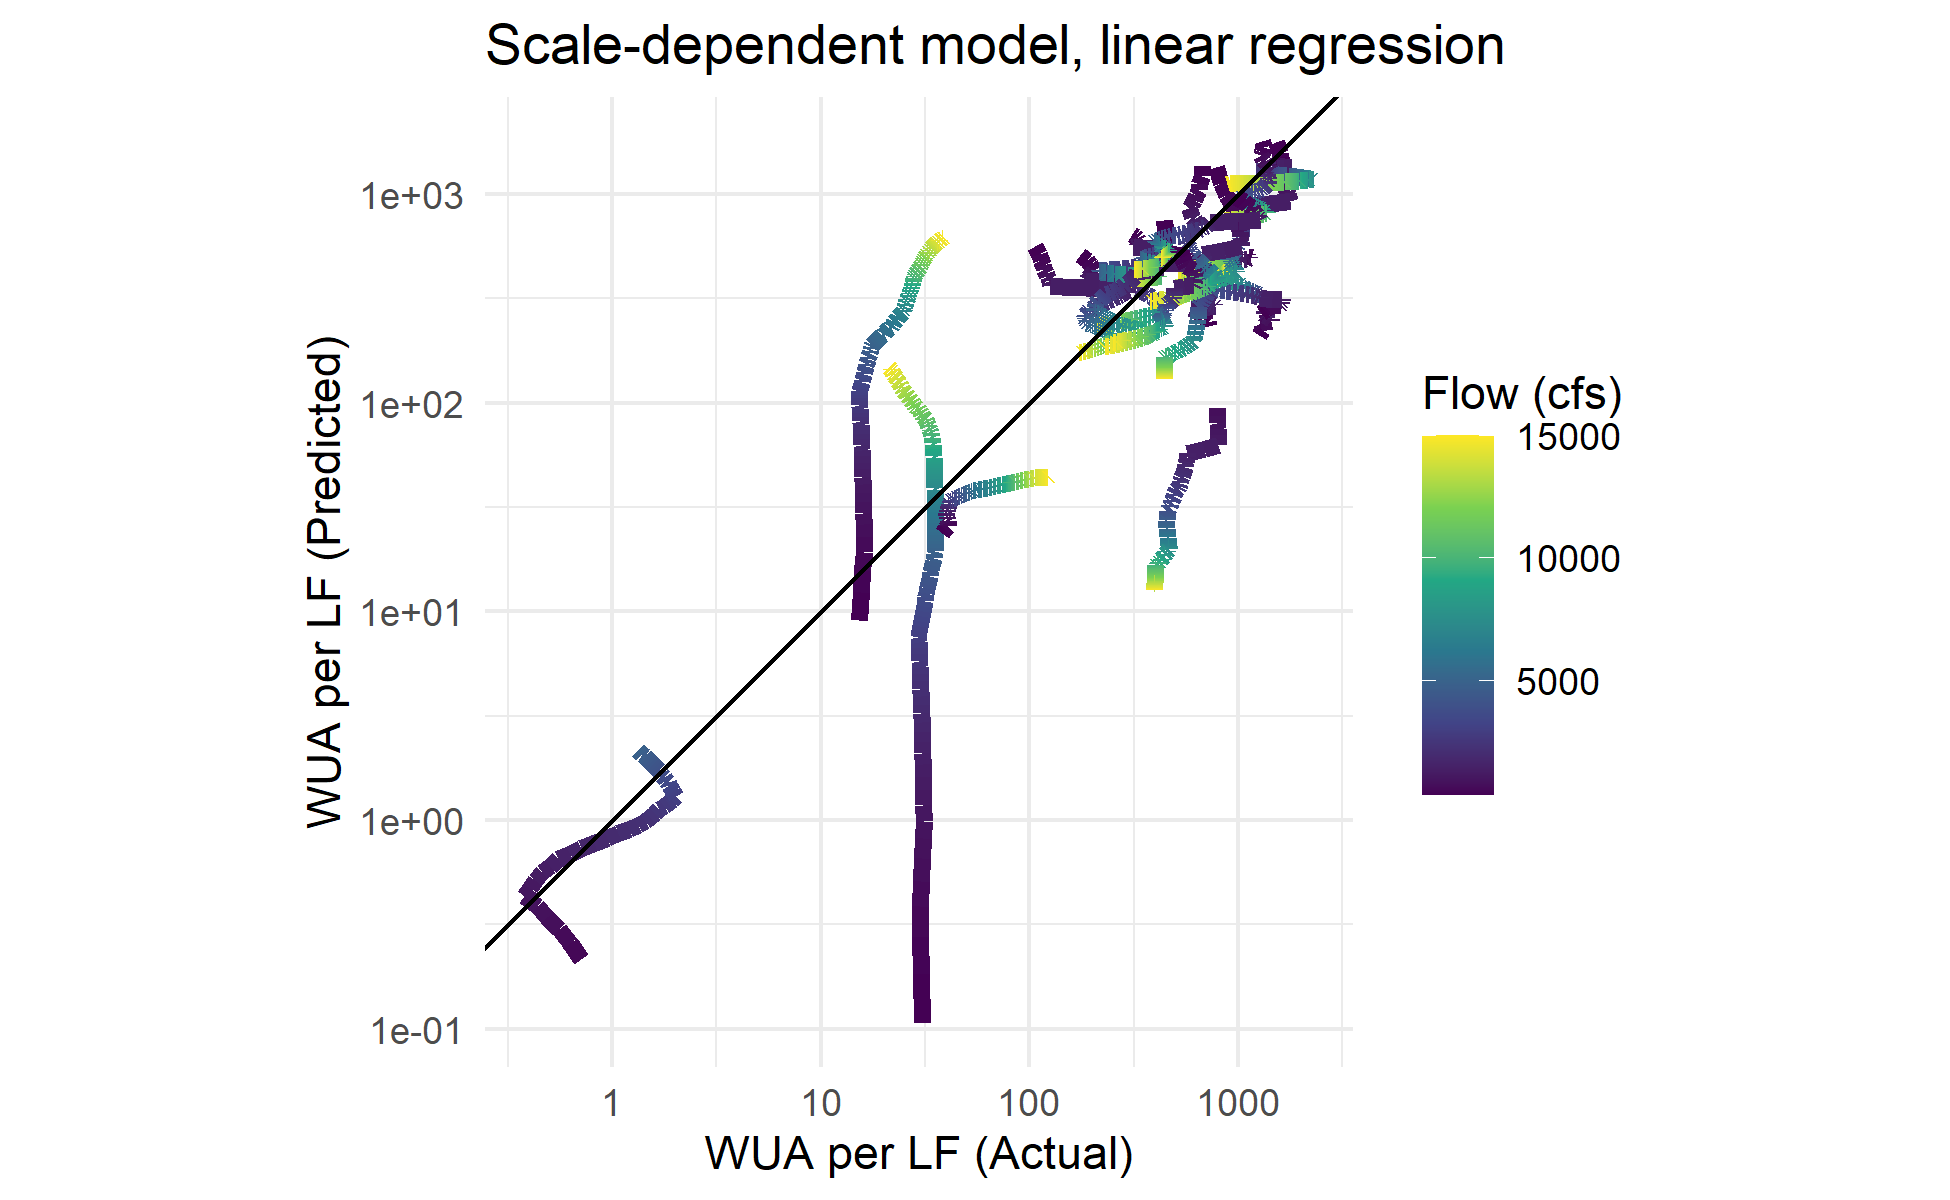 Scale-dependent model, linear regression
WUA per LF (Predicted)
1e+03
1e+02
1e+01
1e+00
1e-01
1
10
100
1000
WUA per LF (Actual)
Flow (cfs)
15000
10000
5000